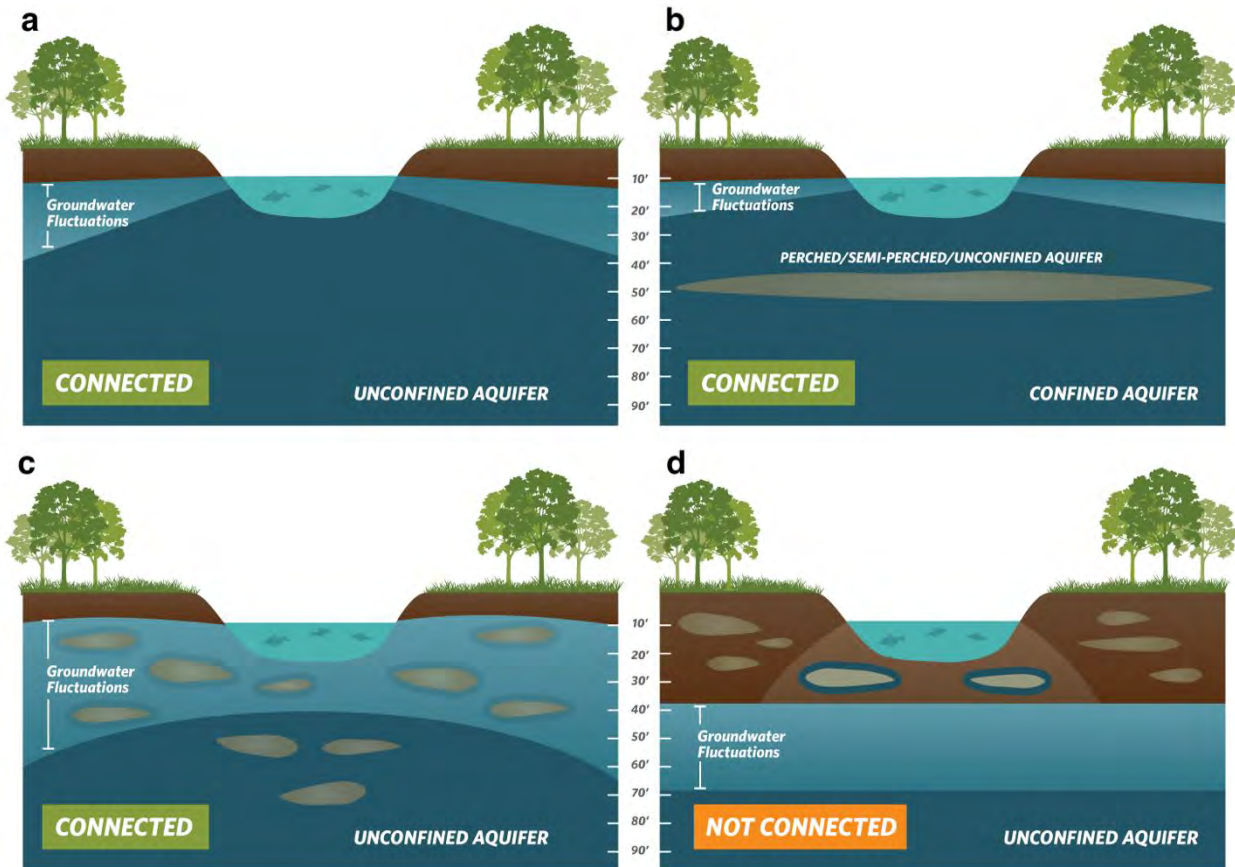 a
b
Groundwater
Fluctuations
CONNECTED
UNCONFINED AQUIFER
10'
20'
30'
40'
50'
60'
70'
80'
90'
Groundwater
Fluctuations
PERCHED/SEMI-PERCHED/UNCONFINED AQUIFER
CONNECTED
CONFINED AQUIFER
c
d
Groundwater
Fluctuations
CONNECTED
UNCONFINED AQUIFER
10'
20'
30'
40'
50'
60'
70'
80'
90'
Groundwater
Fluctuations
NOT CONNECTED
UNCONFINED AQUIFER